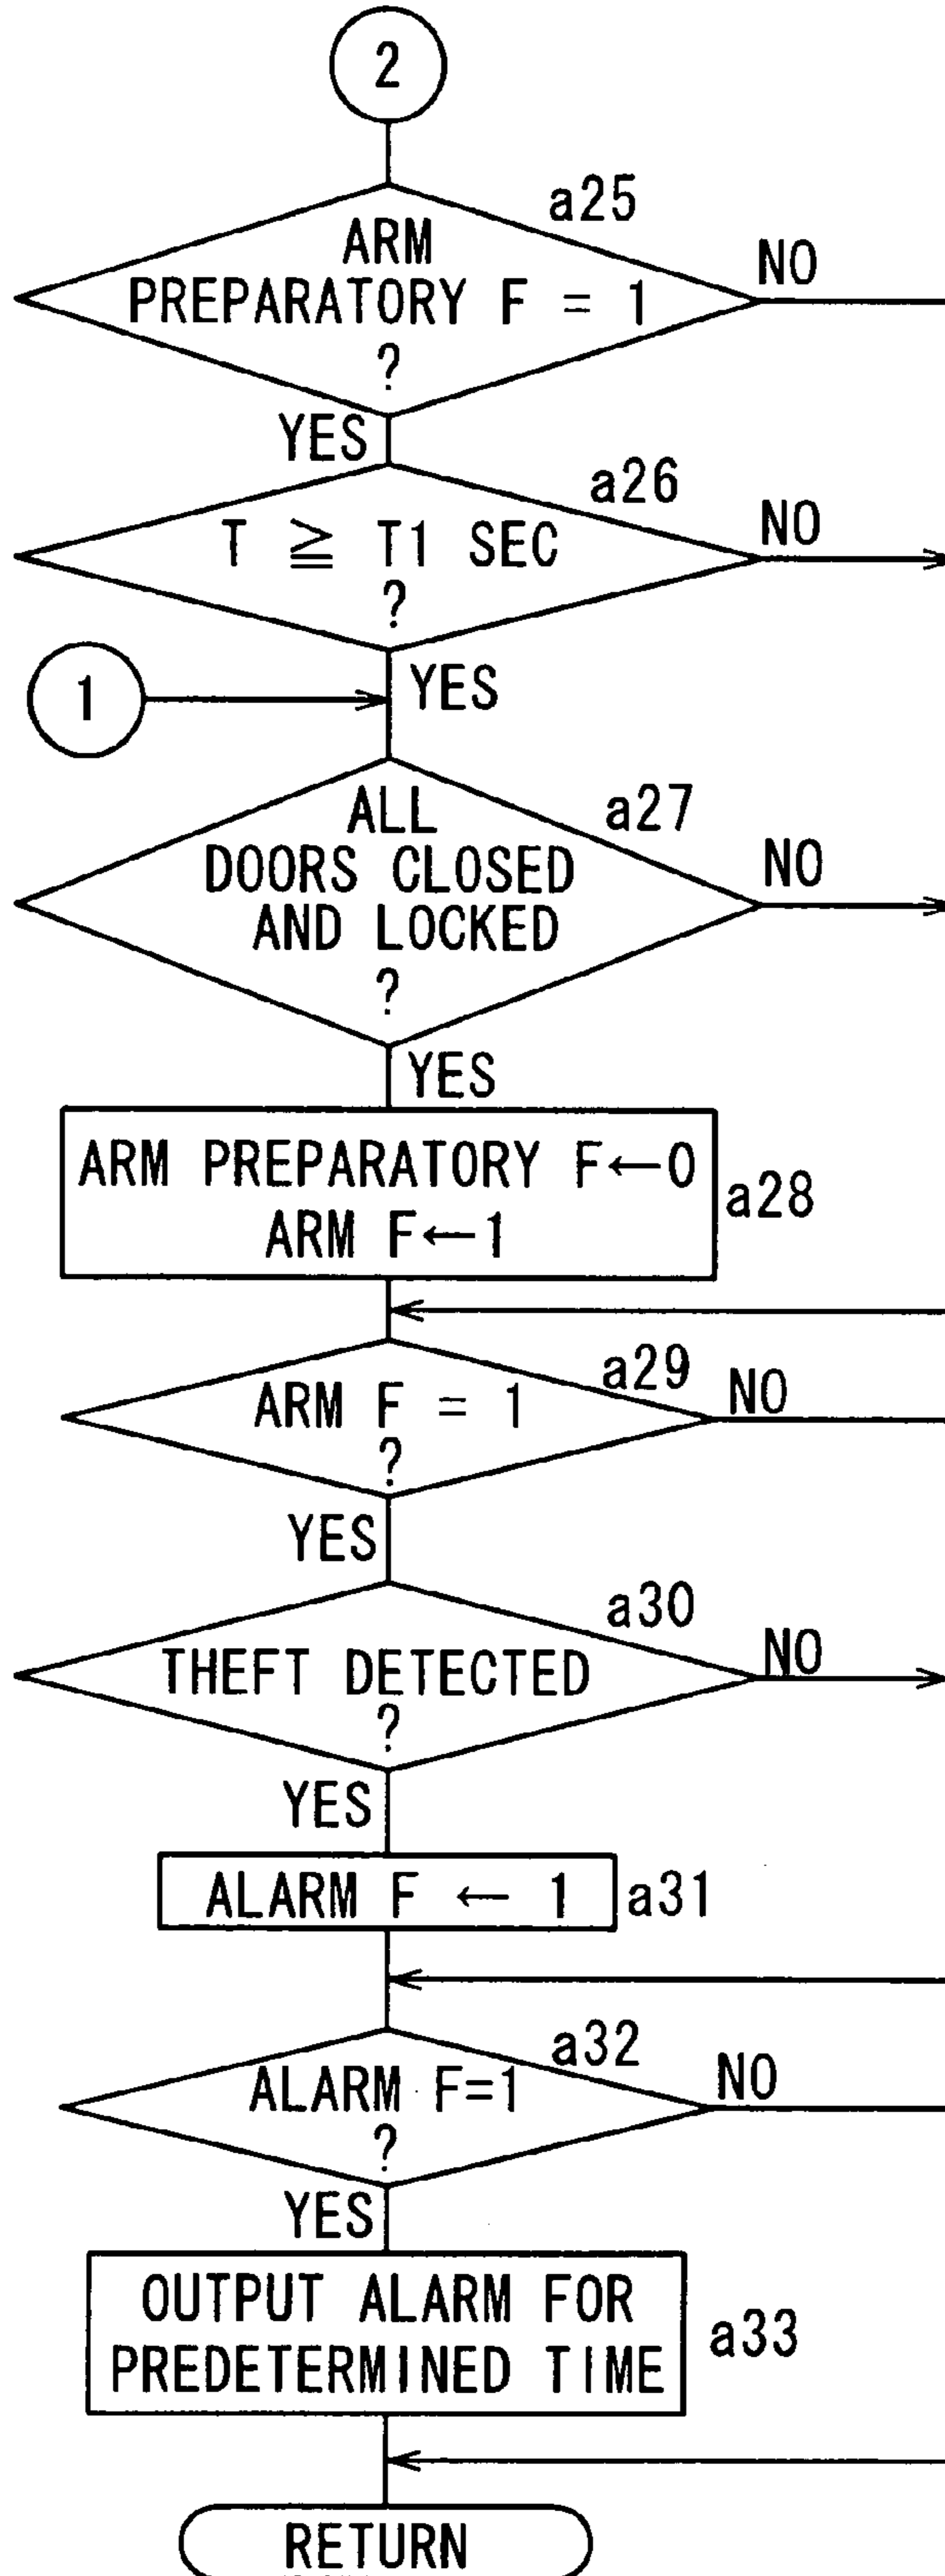 2
a25
ARM
PREPARATORY F = 1
?
NO
YES
a26
T ≧ T1 SEC
?
NO
1
YES
a27
ALL
DOORS CLOSED
AND LOCKED
?
NO
YES
ARM PREPARATORY F←0
ARM F←1
a28
a29
ARM F = 1
?
NO
YES
a30
THEFT DETECTED
?
NO
YES
ALARM F ← 1
a31
a32
ALARM F=1
?
NO
YES
OUTPUT ALARM FOR
PREDETERMINED TIME
a33
RETURN